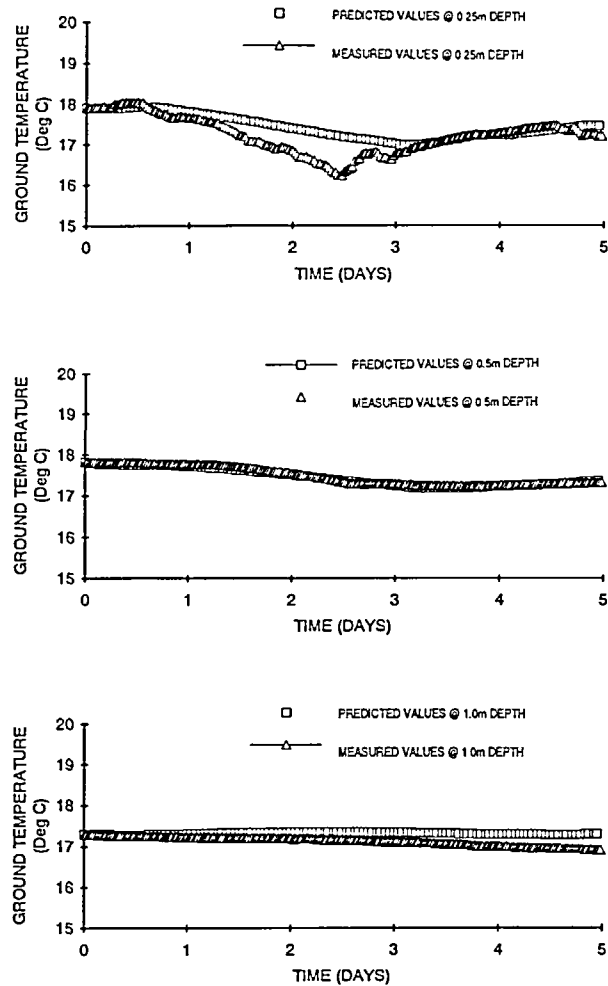 PREDICTED VALUES @ 0 25m DEPTH
MEASURED VALUES @ 0 25m DEPTH
GROUND TEMPERATURE
(Deg C)
20
19
18
17
16
15
0 1 2 3 4 5
TIME (DAYS)
PREDICTED VALUES @ 0.5m DEPTH
MEASURED VALUES @ 0 5m DEPTH
GROUND TEMPERATURE
(Deg C)
20
19
18
17
16
15
0 1 2 3 4 5
TIME (DAYS)
PREDICTED VALUES @ 1.0m DEPTH
MEASURED VALUES @ 1 0m DEPTH
GROUND TEMPERATURE
(Deg C)
20
19
18
17
16
15
0 1 2 3 4 5
TIME (DAYS)